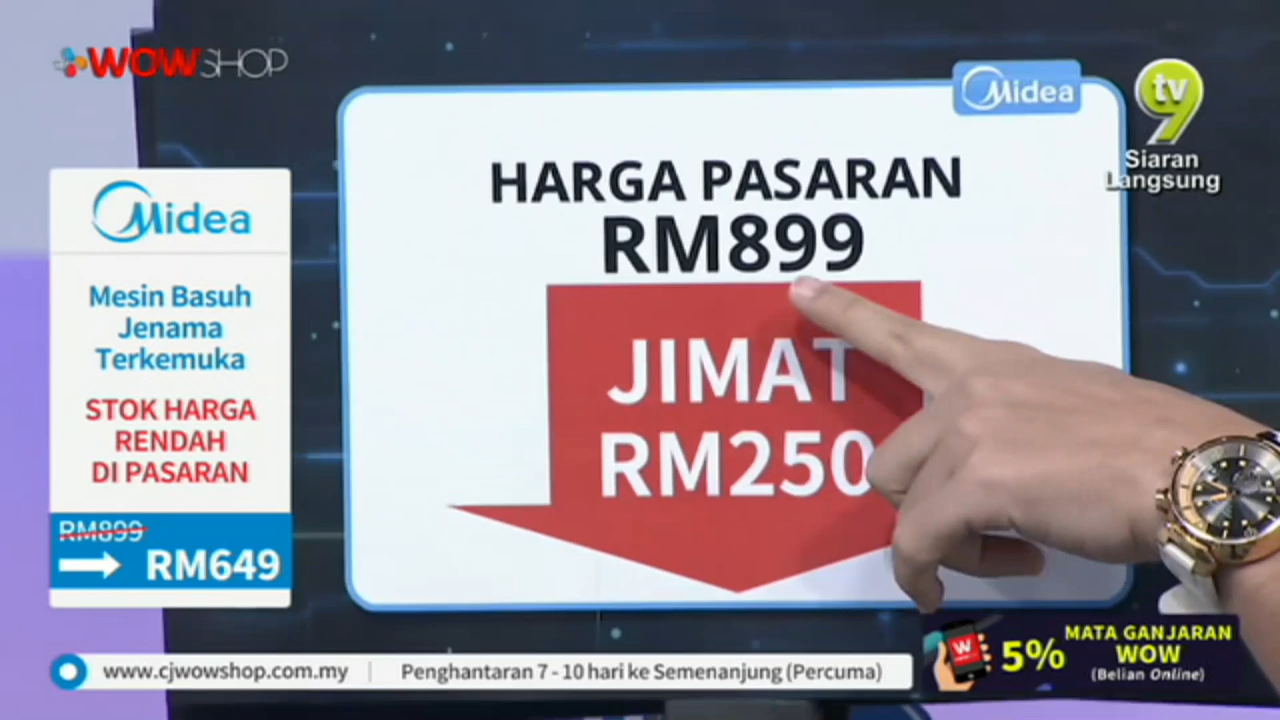 WOWSHOP
Midea
tv9
Siaran
Langsung
Midea
Mesin Basuh
Jenama
Terkemuka
STOK HARGA
RENDAH
DI PASARAN
RM899
RM649
HARGA PASARAN
RM899
JIMAT
RM250
www.cjwowshop.com.my | Penghantaran 7 - 10 hari ke Semenanjung (Percuma)
W
5%
MATA GANJARAN
WOW
(Belian Online)